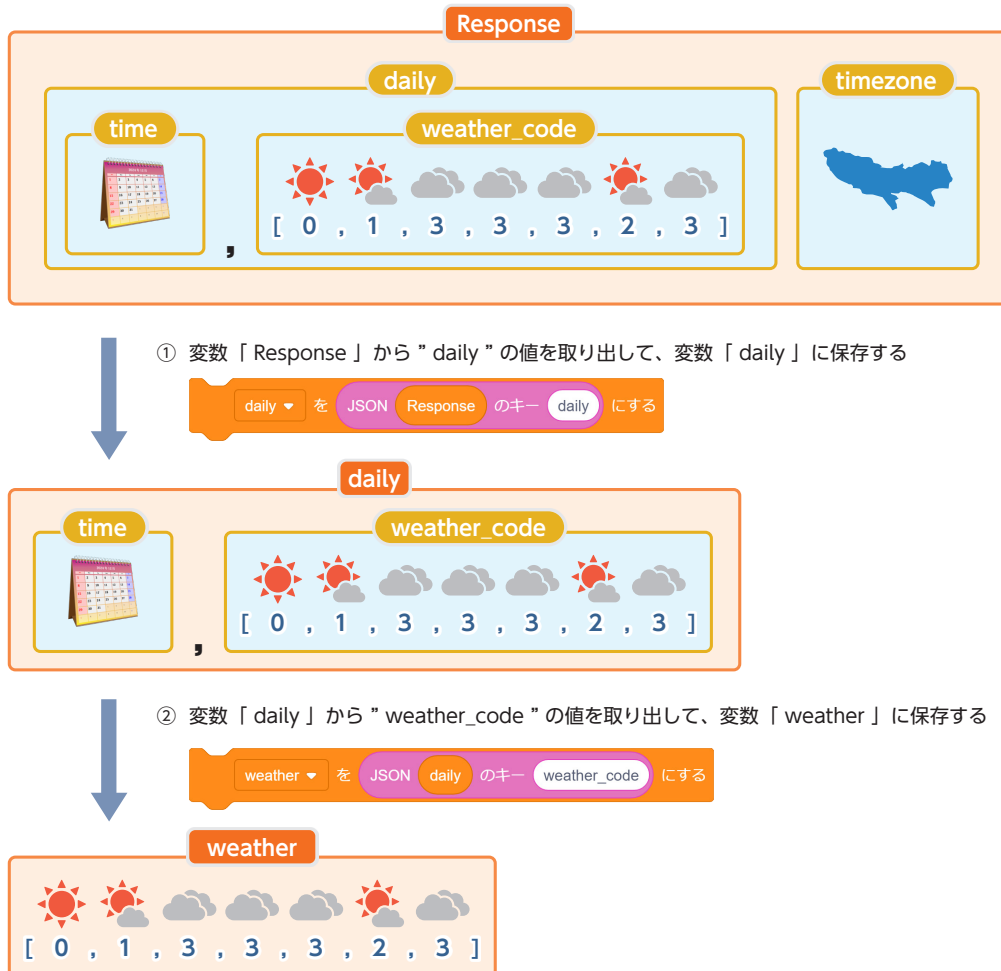 Response
daily
timezone
time
weather_code
[ 0 , 1 , 3 , 3 , 3 , 2 , 3 ]
,
① 変数「 Response 」から ” daily ” の値を取り出して、変数「 daily 」に保存する
daily ▼ を JSON Response のキー daily にする
daily
time
weather_code
[ 0 , 1 , 3 , 3 , 3 , 2 , 3 ]
,
② 変数「 daily 」から ” weather_code ” の値を取り出して、変数「 weather 」に保存する
weather ▼ を JSON daily のキー weather_code にする
weather
[ 0 , 1 , 3 , 3 , 3 , 2 , 3 ]